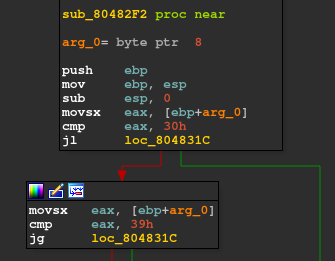 sub_80482F2 proc near
arg_0= byte ptr  8
push    ebp
mov     ebp, esp
sub     esp, 0
movsx   eax, [ebp+arg_0]
cmp     eax, 30h
jl      loc_804831C
movsx   eax, [ebp+arg_0]
cmp     eax, 39h
jg      loc_804831C